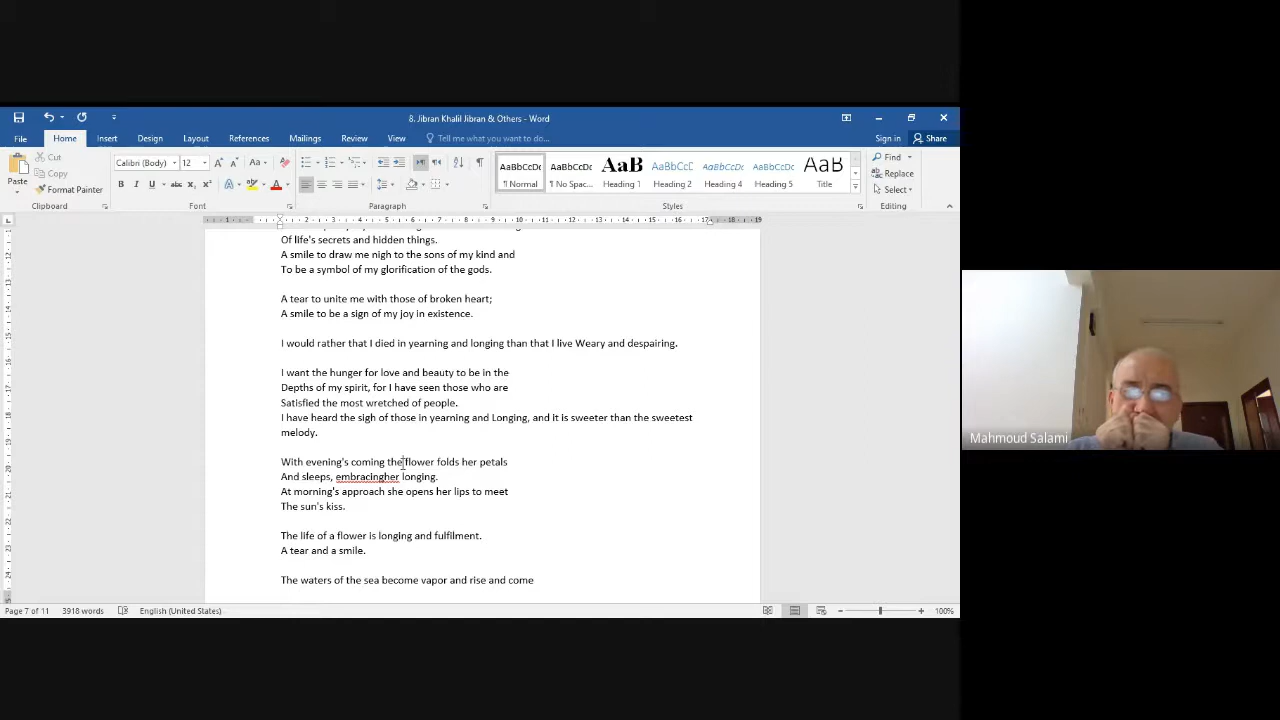 8. Jibran Khalil Jibran & Others - Word
File Home Insert Design Layout References Mailings Review View Tell me what you want to do... Sign in Share
Paste Cut Copy Format Painter
Calibri (Body) 12
B I U abc X₂ X²
AaBbCcDc AaBbCcDc AaB AaBbCcD AaBbCcD AaBbCcD AaB
¶ Normal ¶ No Spac... Heading 1 Heading 2 Heading 4 Heading 5 Title
Find Replace Select
Clipboard Font Paragraph Styles Editing
Of life's secrets and hidden things.
A smile to draw me nigh to the sons of my kind and
To be a symbol of my glorification of the gods.
A tear to unite me with those of broken heart;
A smile to be a sign of my joy in existence.
I would rather that I died in yearning and longing than that I live Weary and despairing.
I want the hunger for love and beauty to be in the
Depths of my spirit, for I have seen those who are
Satisfied the most wretched of people.
I have heard the sigh of those in yearning and Longing, and it is sweeter than the sweetest
melody.
With evening's coming the flower folds her petals
And sleeps, embracingher longing.
At morning's approach she opens her lips to meet
The sun's kiss.
The life of a flower is longing and fulfilment.
A tear and a smile.
The waters of the sea become vapor and rise and come
Page 7 of 11 3918 words English (United States) 100%
Mahmoud Salami